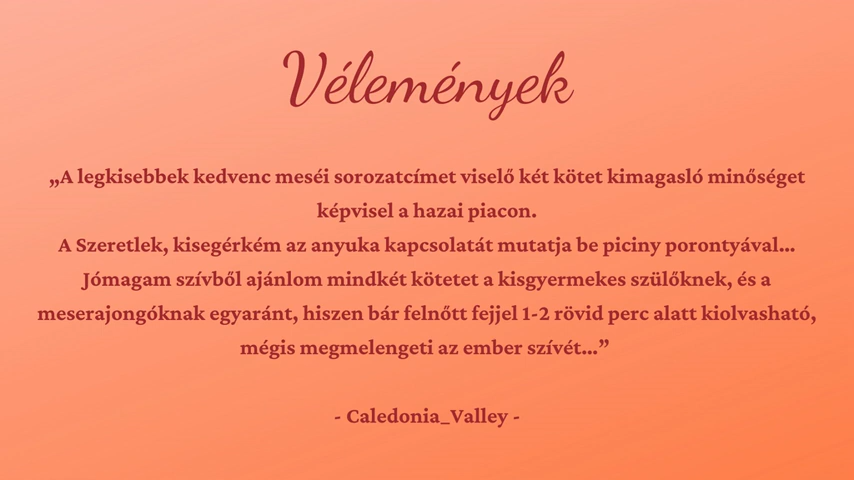 Vélemények
„A legkisebbek kedvenc meséi sorozatcímet viselő két kötet kimagasló minőséget
képvisel a hazai piacon.
A Szeretlek, kisegérkém az anyuka kapcsolatát mutatja be piciny porontyával...
Jómagam szívből ajánlom mindkét kötetet a kisgyermekes szülőknek, és a
meserajongóknak egyaránt, hiszen bár felnőtt fejjel 1-2 rövid perc alatt kiolvasható,
mégis megmelengeti az ember szívét...”
- Caledonia_Valley -